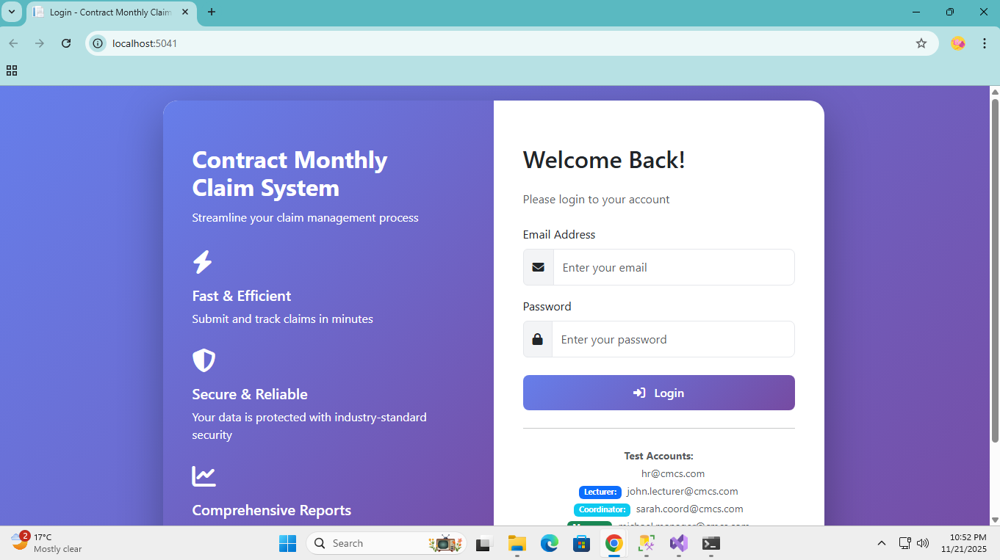 Login - Contract Monthly Claim
localhost:5041
Contract Monthly
Claim System
Streamline your claim management process
Fast & Efficient
Submit and track claims in minutes
Secure & Reliable
Your data is protected with industry-standard
security
Comprehensive Reports
Welcome Back!
Please login to your account
Email Address
Enter your email
Password
Enter your password
Login
Test Accounts:
hr@cmcs.com
Lecturer: john.lecturer@cmcs.com
Coordinator: sarah.coord@cmcs.com
2
17°C
Mostly clear
Search
10:52 PM
11/21/2025